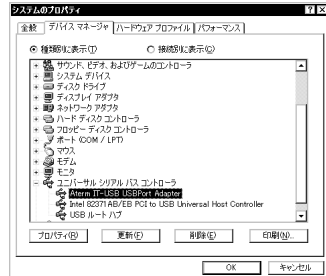 システムのプロパティ
全般 デバイス マネージャ ハードウェア プロファイル パフォーマンス
種類別に表示(T) 接続別に表示(C)
サウンド、ビデオ、およびゲームのコントローラ
システム デバイス
ディスク ドライブ
ディスプレイ アダプタ
ネットワーク アダプタ
ハード ディスク コントローラ
フロッピー ディスク コントローラ
ポート (COM / LPT)
マウス
モデム
モニタ
ユニバーサル シリアル バス コントローラ
Aterm IT-USB USBPort Adapter
Intel 82371AB/EB PCI to USB Universal Host Controller
USB ルート ハブ
プロパティ(R) 更新(F) 削除(E) 印刷(N)...
OK キャンセル